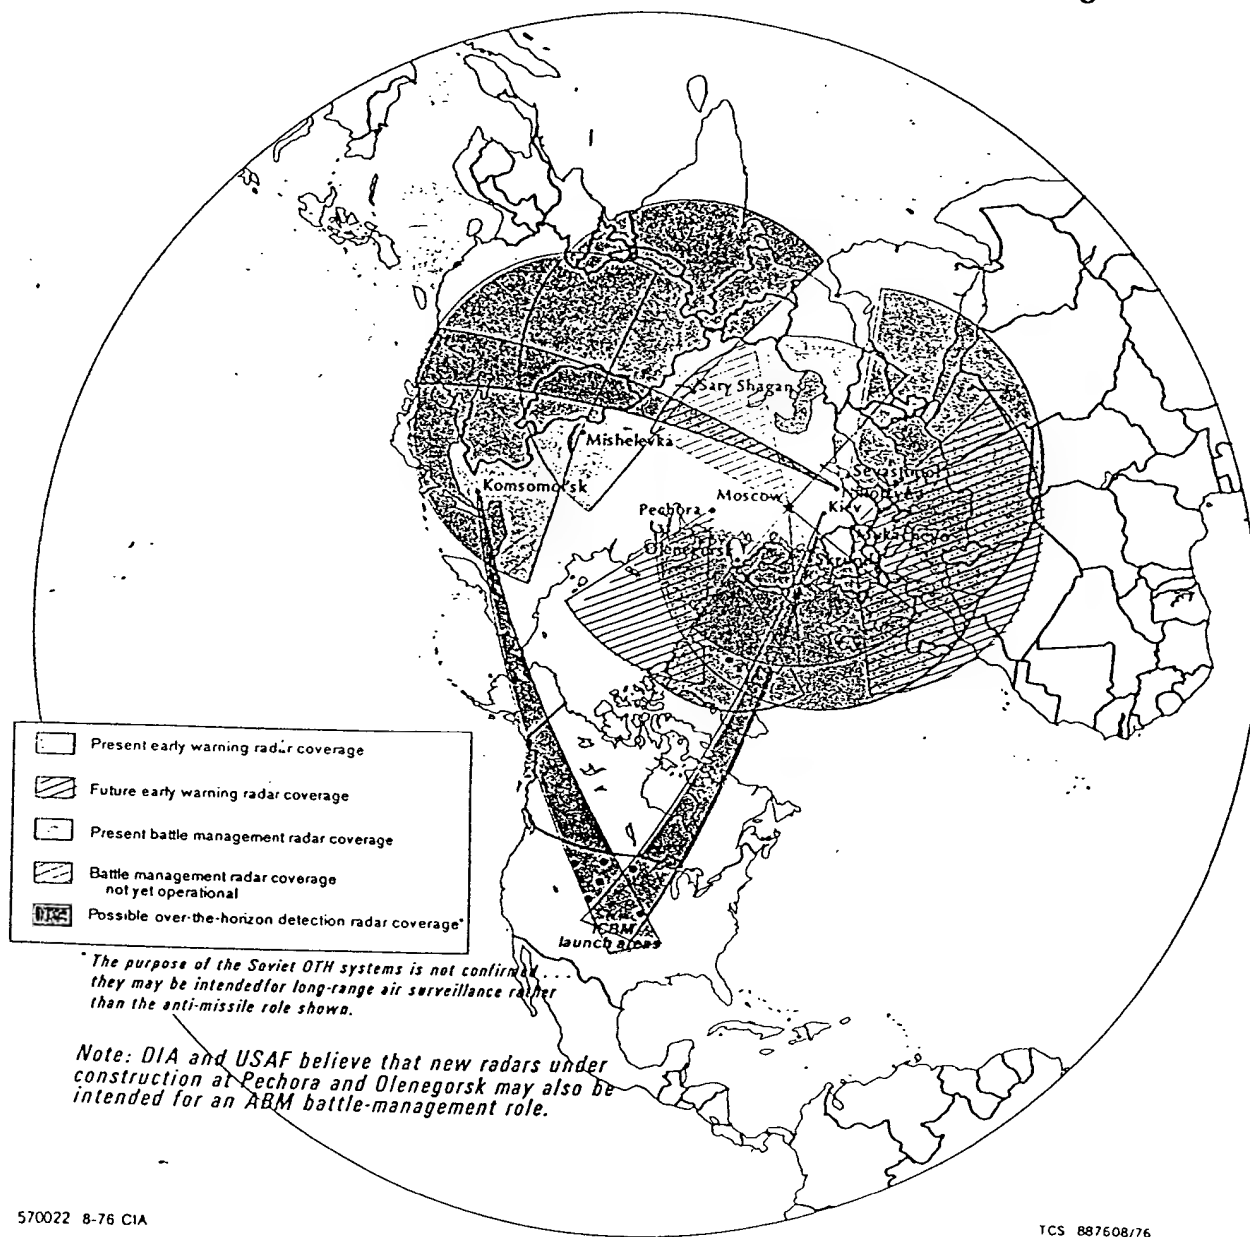 Sary Shagan
Mishelevka
Sevastopol
Komsomol'sk
Moscow
Kiev
Pechora
Olenegorsk
Skrunda
Present early warning radar coverage
Future early warning radar coverage
Present battle management radar coverage
Battle management radar coverage
not yet operational
Possible over-the-horizon detection radar coverage*
ICBM
launch areas
* The purpose of the Soviet OTH systems is not confirmed
they may be intended for long-range air surveillance rather
than the anti-missile role shown.
Note: DIA and USAF believe that new radars under
construction at Pechora and Olenegorsk may also be
intended for an ABM battle-management role.
570022 8-76 CIA
TCS 887608/76